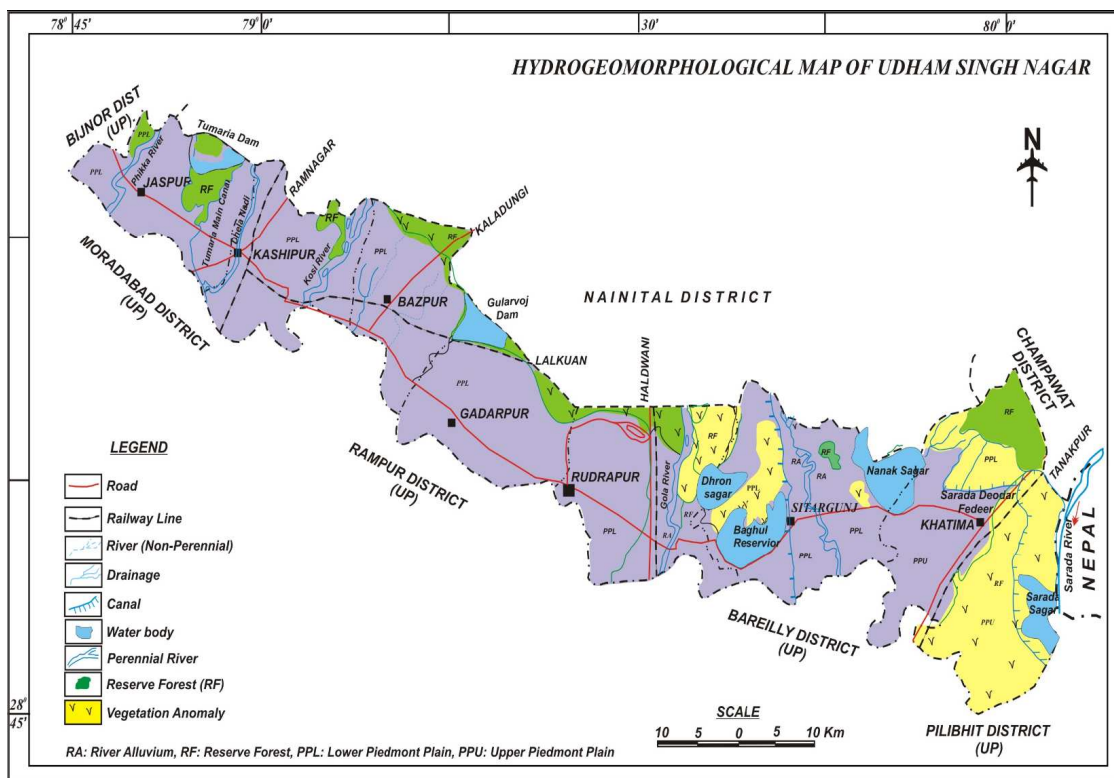 78° 45'
79° 0'
30'
80° 0'
HYDROGEOMORPHOLOGICAL MAP OF UDHAM SINGH NAGAR
N
BIJNOR DIST
(UP).
PPL
Phikka River
Tumaria Dam
PPL
JASPUR
RF
Tumaria Main Canal
Dhela Nadi
RAMNAGAR
KASHIPUR
PPL
RF
Kosi River
PPL
RF
KALADUNGI
BAZPUR
MORADABAD DISTRICT
(UP)
NAINITAL DISTRICT
Gularvoj
Dam
LALKUAN
PPL
GADARPUR
HALDWANI
RAMPUR DISTRICT
(UP)
RUDRAPUR
PPL
Gola River
RA
RF
RF
Dhron
sagar
PPL
Baghul
Reservior
RA
RA
RF
SITARGUNJ
PPL
PPL
Nanak Sagar
PPL
RF
CHAMPAWAT
DISTRICT
TANAKPUR
Sarada Deodar
Fedeer
KHATIMA
PPU
RF
PPU
Sarada
Sagar
Sarada River
NEPAL
BAREILLY DISTRICT
(UP)
PILIBHIT DISTRICT
(UP)
LEGEND
Road
Railway Line
River (Non-Perennial)
Drainage
Canal
Water body
Perennial River
Reserve Forest (RF)
Vegetation Anomaly
28°
45'
SCALE
10 5 0 5 10 Km
RA: River Alluvium, RF: Reserve Forest, PPL: Lower Piedmont Plain, PPU: Upper Piedmont Plain